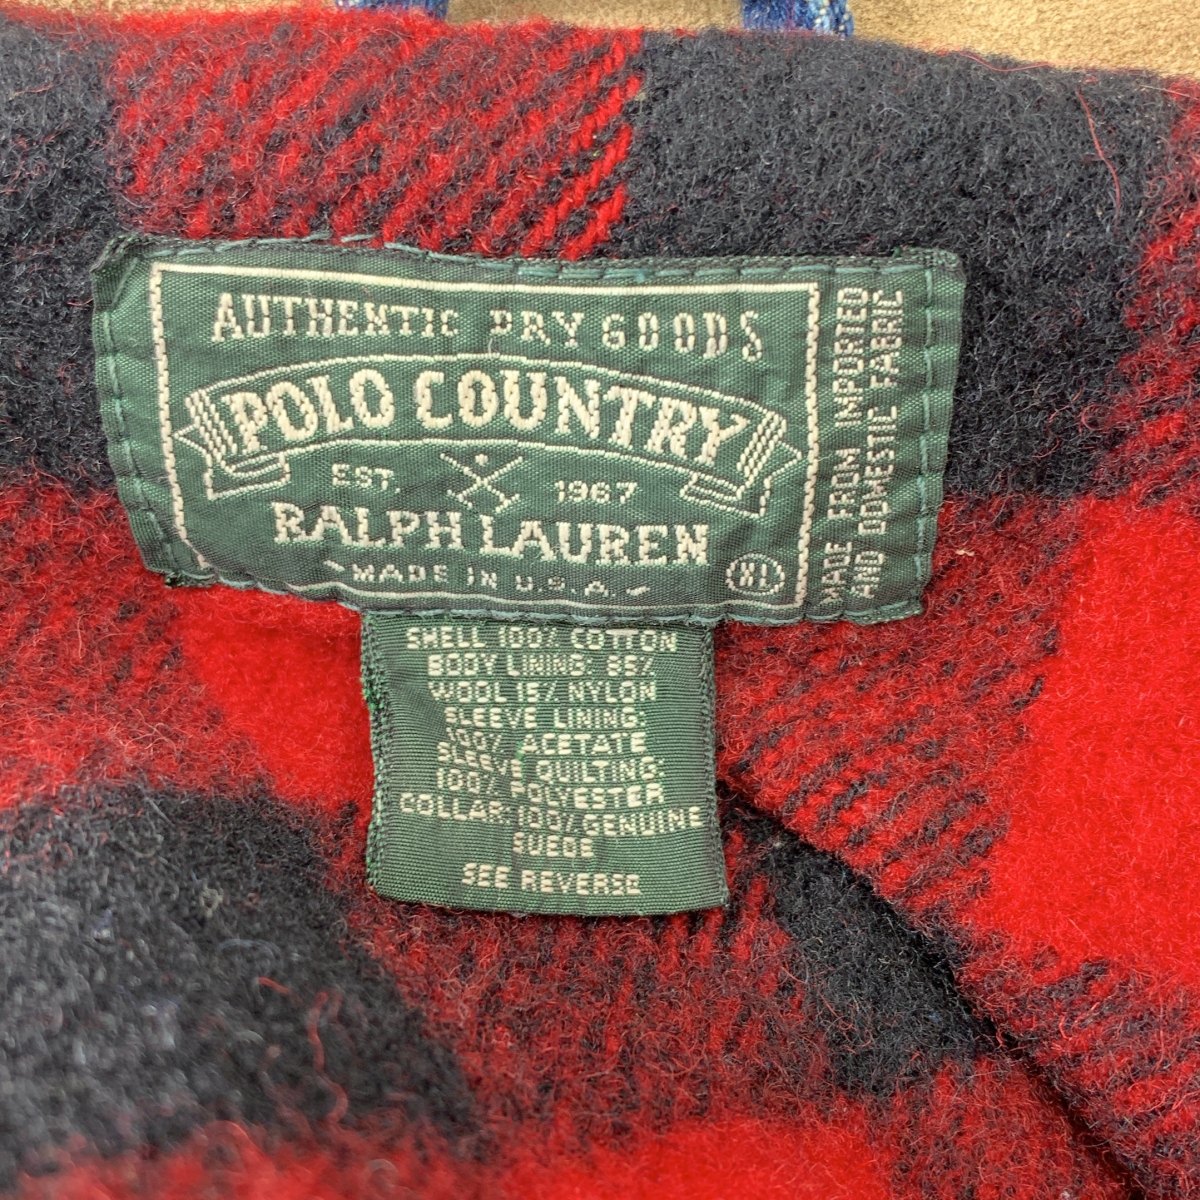 AUTHENTIC DRY GOODS
POLO COUNTRY
EST. 1967
RALPH LAUREN
MADE IN U.S.A.
XL
MADE FROM IMPORTED
AND DOMESTIC FABRIC
SHELL 100% COTTON
BODY LINING: 85%
WOOL 15% NYLON
SLEEVE LINING:
100% ACETATE
SLEEVE QUILTING:
100% POLYESTER
COLLAR: 100% GENUINE
SUEDE
SEE REVERSE